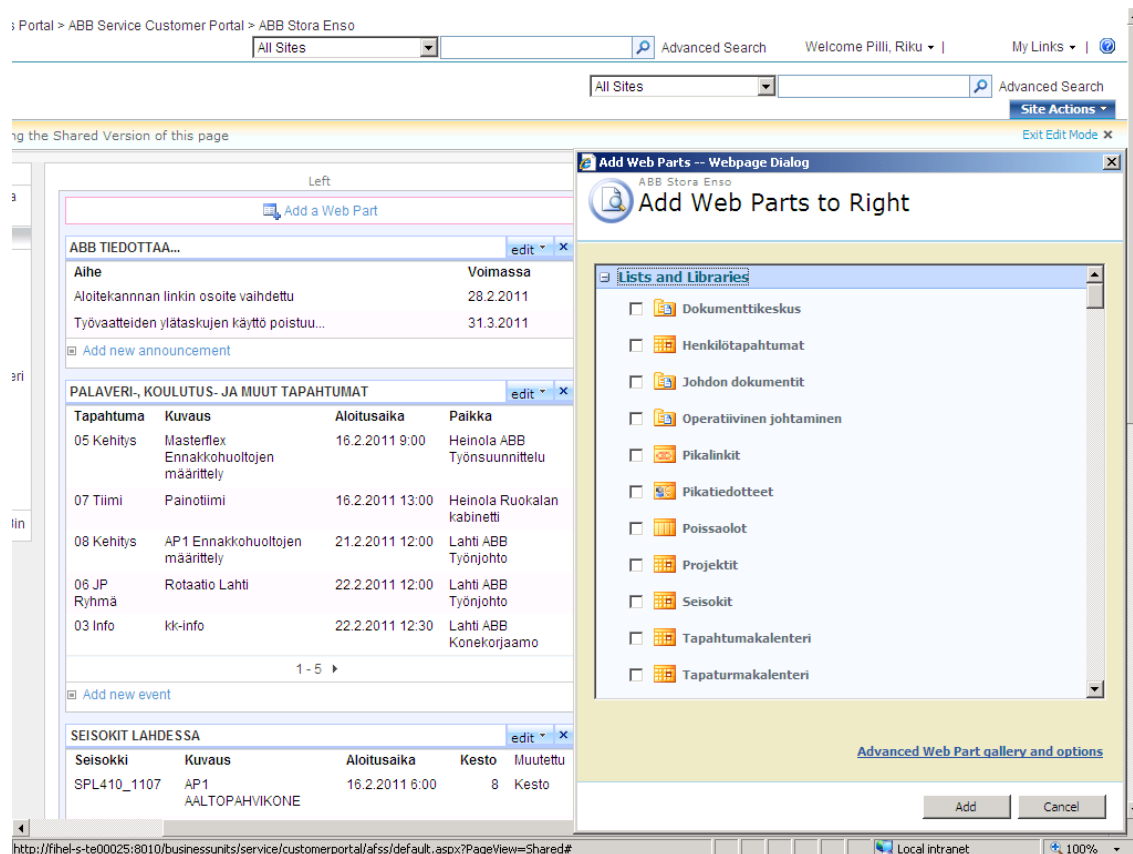 s Portal > ABB Service Customer Portal > ABB Stora Enso
All Sites Advanced Search Welcome Pilli, Riku | My Links |
All Sites Advanced Search
Site Actions
ng the Shared Version of this page Exit Edit Mode
Left
Add a Web Part
ABB TIEDOTTAA... edit
Aihe Voimassa
Aloitekannnan linkin osoite vaihdettu 28.2.2011
Työvaatteiden ylätaskujen käyttö poistuu... 31.3.2011
Add new announcement
eri
PALAVERI-, KOULUTUS- JA MUUT TAPAHTUMAT edit
Tapahtuma Kuvaus Aloitusaika Paikka
05 Kehitys Masterflex 16.2.2011 9:00 Heinola ABB
Ennakkohuoltojen Työnsuunnittelu
määrittely
07 Tiimi Painotiimi 16.2.2011 13:00 Heinola Ruokalan
kabinetti
08 Kehitys AP1 Ennakkohuoltojen 21.2.2011 12:00 Lahti ABB
määrittely Työnjohto
06 JP Rotaatio Lahti 22.2.2011 12:00 Lahti ABB
Ryhmä Työnjohto
03 Info kk-info 22.2.2011 12:30 Lahti ABB
Konekorjaamo
1 - 5
Add new event
SEISOKIT LAHDESSA edit
Seisokki Kuvaus Aloitusaika Kesto Muutettu
SPL410_1107 AP1 16.2.2011 6:00 8 Kesto
AALTOPAHVIKONE
Add Web Parts -- Webpage Dialog
ABB Stora Enso
Add Web Parts to Right
Lists and Libraries
Dokumenttikeskus
Henkilötapahtumat
Johdon dokumentit
Operatiivinen johtaminen
Pikalinkit
Pikatiedotteet
Poissaolot
Projektit
Seisokit
Tapahtumakalenteri
Tapaturmakalenteri
Advanced Web Part gallery and options
Add Cancel
http://fihel-s-te00025:8010/businessunits/service/customerportal/afss/default.aspx?PageView=Shared# Local intranet 100%